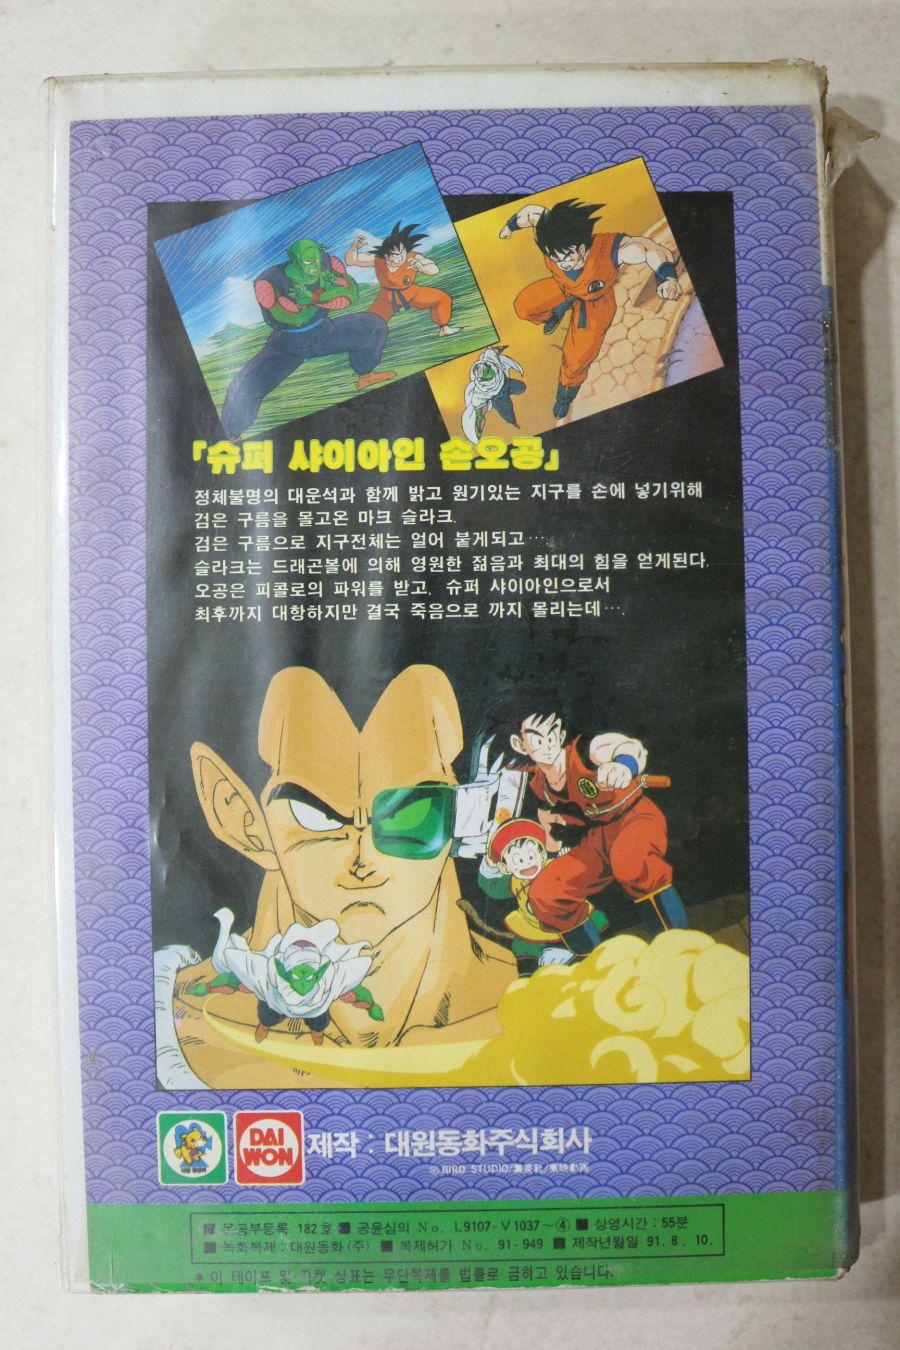 「슈퍼 샤이아인 손오공」
정체불명의 대운석과 함께 밝고 원기있는 지구를 손에 넣기위해
검은 구름을 몰고온 마크 슬라크.
검은 구름으로 지구전체는 얼어 붙게되고….
슬라크는 드래곤볼에 의해 영원한 젊음과 최대의 힘을 얻게된다.
오공은 피콜로의 파워를 받고, 슈퍼 샤이아인으로서
최후까지 대항하지만 결국 죽음으로 까지 몰리는데….
DAI
WON
제작 : 대원동화주식회사
©BIRD STUDIO/集英社/東映動画
■ 문공부등록 182호 ■ 공윤심의 No. L9107-V1037~④ ■ 상영시간 : 55분
■ 녹화복제 : 대원동화(주) ■ 복제허가 No. 91-949 ■ 제작년월일 91. 8. 10.
* 이 테이프 및 자켓 상표는 무단복제를 법률로 금하고 있습니다.